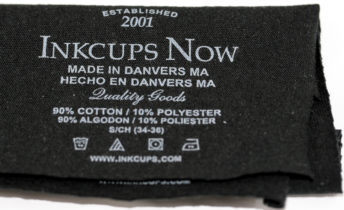 ESTABLISHED
2001
INKCUPS NOW
MADE IN DANVERS MA
HECHO EN DANVERS MA
Quality Goods
90% COTTON / 10% POLYESTER
90% ALGODON / 10% POLIESTER
S/CH (34-36)
WWW.INKCUPS.COM